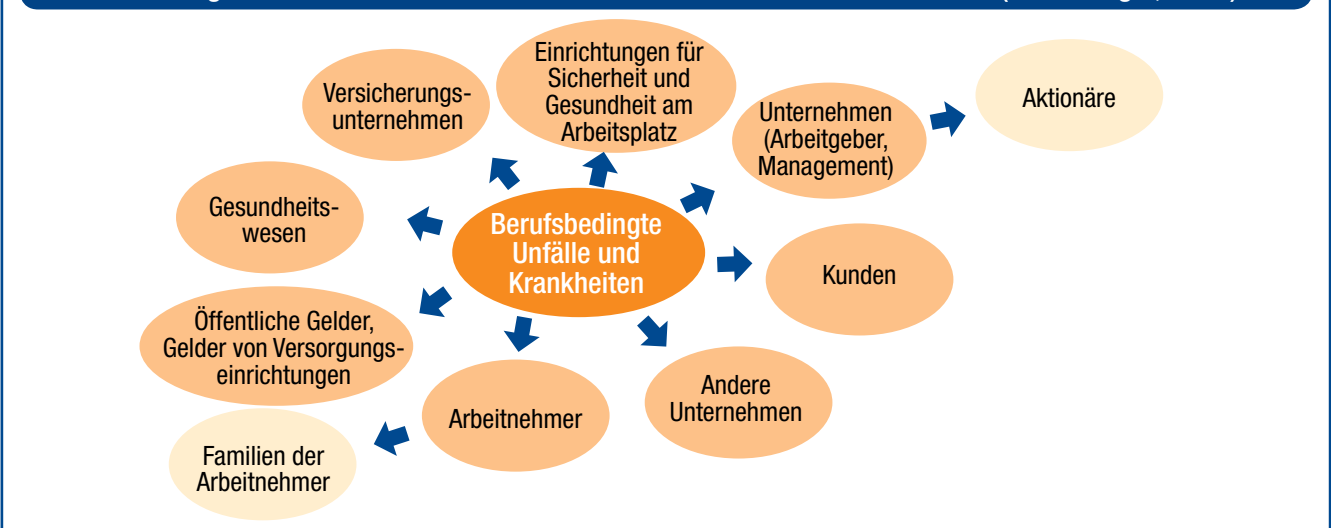 Einrichtungen für
Sicherheit und
Gesundheit am
Arbeitsplatz
Versicherungs-
unternehmen
Unternehmen
(Arbeitgeber,
Management)
Aktionäre
Gesundheits-
wesen
Berufsbedingte
Unfälle und
Krankheiten
Kunden
Öffentliche Gelder,
Gelder von Versorgungs-
einrichtungen
Arbeitnehmer
Andere
Unternehmen
Familien der
Arbeitnehmer